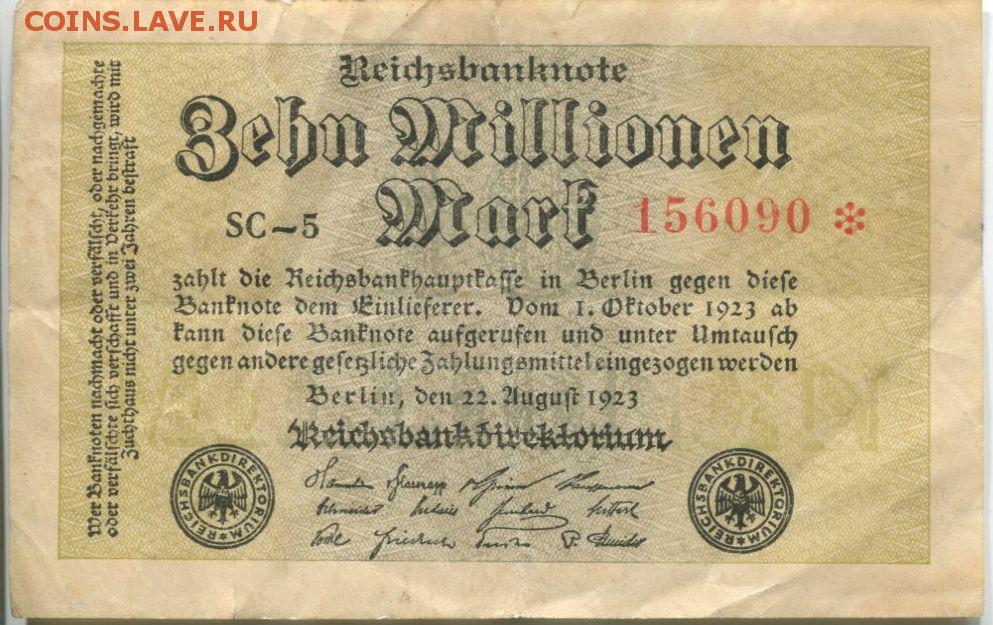 COINS.LAVE.RU
Reichsbanknote
Zehn Millionen
Mark
SC–5
156090 *
zahlt die Reichsbankhauptkasse in Berlin gegen diese
Banknote dem Einlieferer. Vom 1. Oktober 1923 ab
kann diese Banknote aufgerufen und unter Umtausch
gegen andere gesetzliche Zahlungsmittel eingezogen werden
Berlin, den 22. August 1923
Reichsbankdirektorium
REICHSBANKDIREKTORIUM
REICHSBANKDIREKTORIUM
Wer Banknoten nachmacht oder verfälscht, oder nachgemachte
oder verfälschte sich verschafft und in Verkehr bringt, wird mit
Zuchthaus nicht unter zwei Jahren bestraft